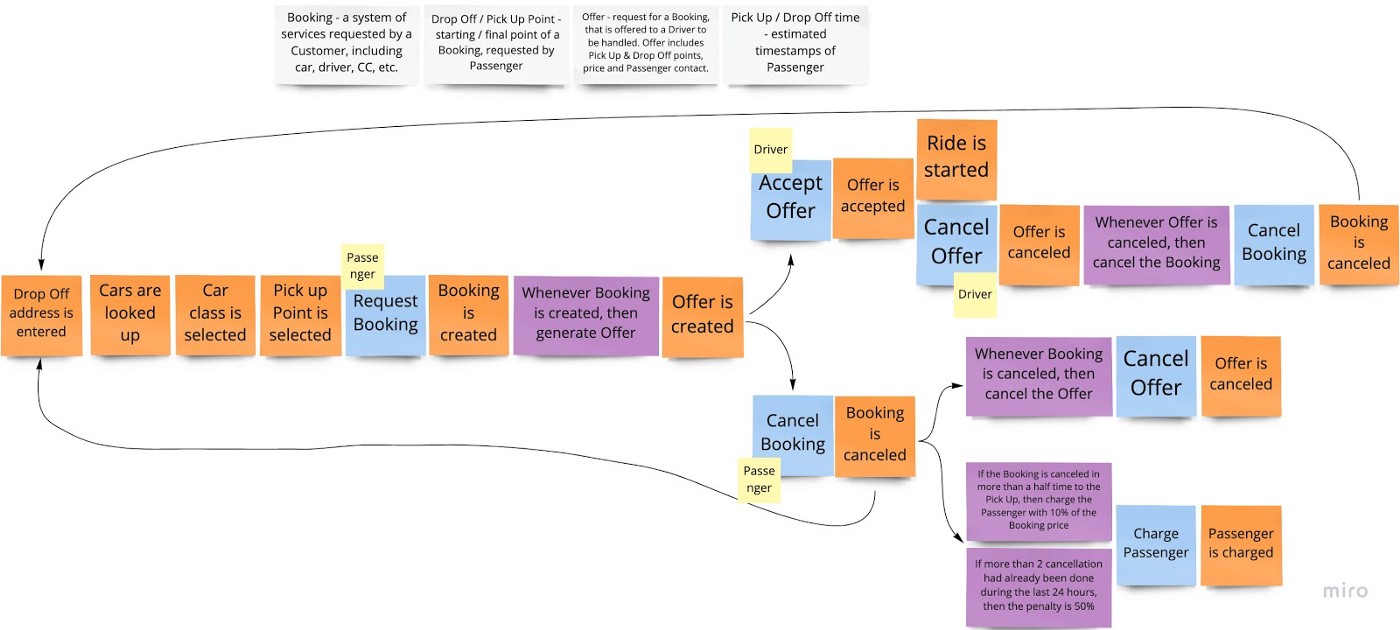 Booking - a system of
services requested by a
Customer, including
car, driver, CC, etc.
Drop Off / Pick Up Point -
starting / final point of a
Booking, requested by
Passenger
Offer - request for a Booking,
that is offered to a Driver to
be handled. Offer includes
Pick Up & Drop Off points,
price and Passenger contact.
Pick Up / Drop Off time
- estimated
timestamps of
Passenger
Driver
Accept
Offer
Offer is
accepted
Ride is
started
Cancel
Offer
Driver
Offer is
canceled
Whenever Offer is
canceled, then
cancel the Booking
Cancel
Booking
Booking
is
canceled
Drop Off
address is
entered
Cars are
looked
up
Car
class is
selected
Pick up
Point is
selected
Passe
nger
Request
Booking
Booking
is
created
Whenever Booking
is created, then
generate Offer
Offer is
created
Cancel
Booking
Passe
nger
Booking
is
canceled
Whenever Booking
is canceled, then
cancel the Offer
Cancel
Offer
Offer is
canceled
If the Booking is canceled in
more than a half time to the
Pick Up, then charge the
Passenger with 10% of the
Booking price
If more than 2 cancellation
had already been done
during the last 24 hours,
then the penalty is 50%
Charge
Passenger
Passenger
is charged
miro